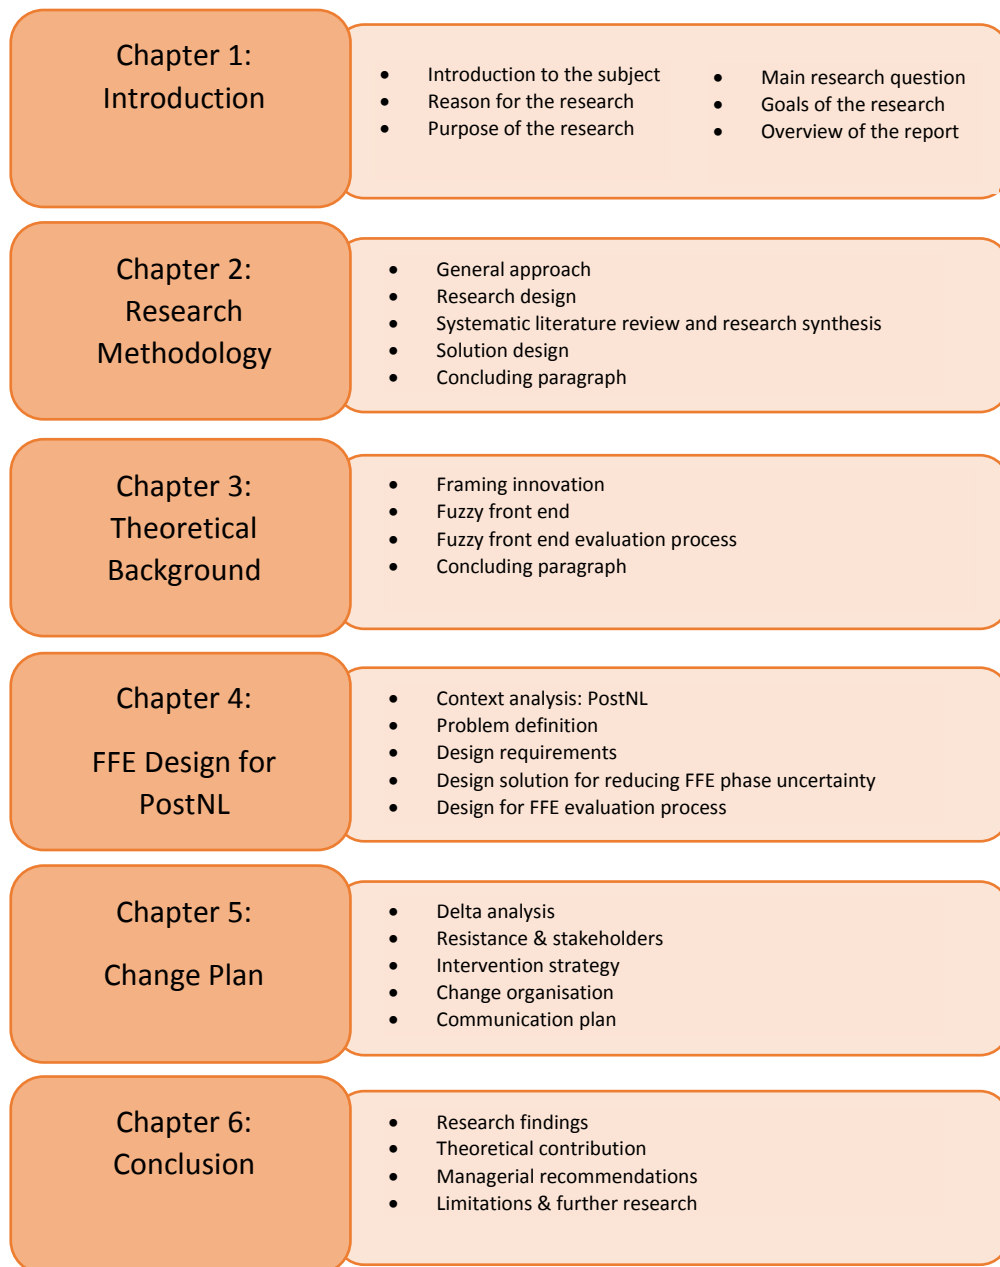 Chapter 1:
Introduction
• Introduction to the subject
• Reason for the research
• Purpose of the research
• Main research question
• Goals of the research
• Overview of the report
Chapter 2:
Research
Methodology
• General approach
• Research design
• Systematic literature review and research synthesis
• Solution design
• Concluding paragraph
Chapter 3:
Theoretical
Background
• Framing innovation
• Fuzzy front end
• Fuzzy front end evaluation process
• Concluding paragraph
Chapter 4:
FFE Design for
PostNL
• Context analysis: PostNL
• Problem definition
• Design requirements
• Design solution for reducing FFE phase uncertainty
• Design for FFE evaluation process
Chapter 5:
Change Plan
• Delta analysis
• Resistance & stakeholders
• Intervention strategy
• Change organisation
• Communication plan
Chapter 6:
Conclusion
• Research findings
• Theoretical contribution
• Managerial recommendations
• Limitations & further research